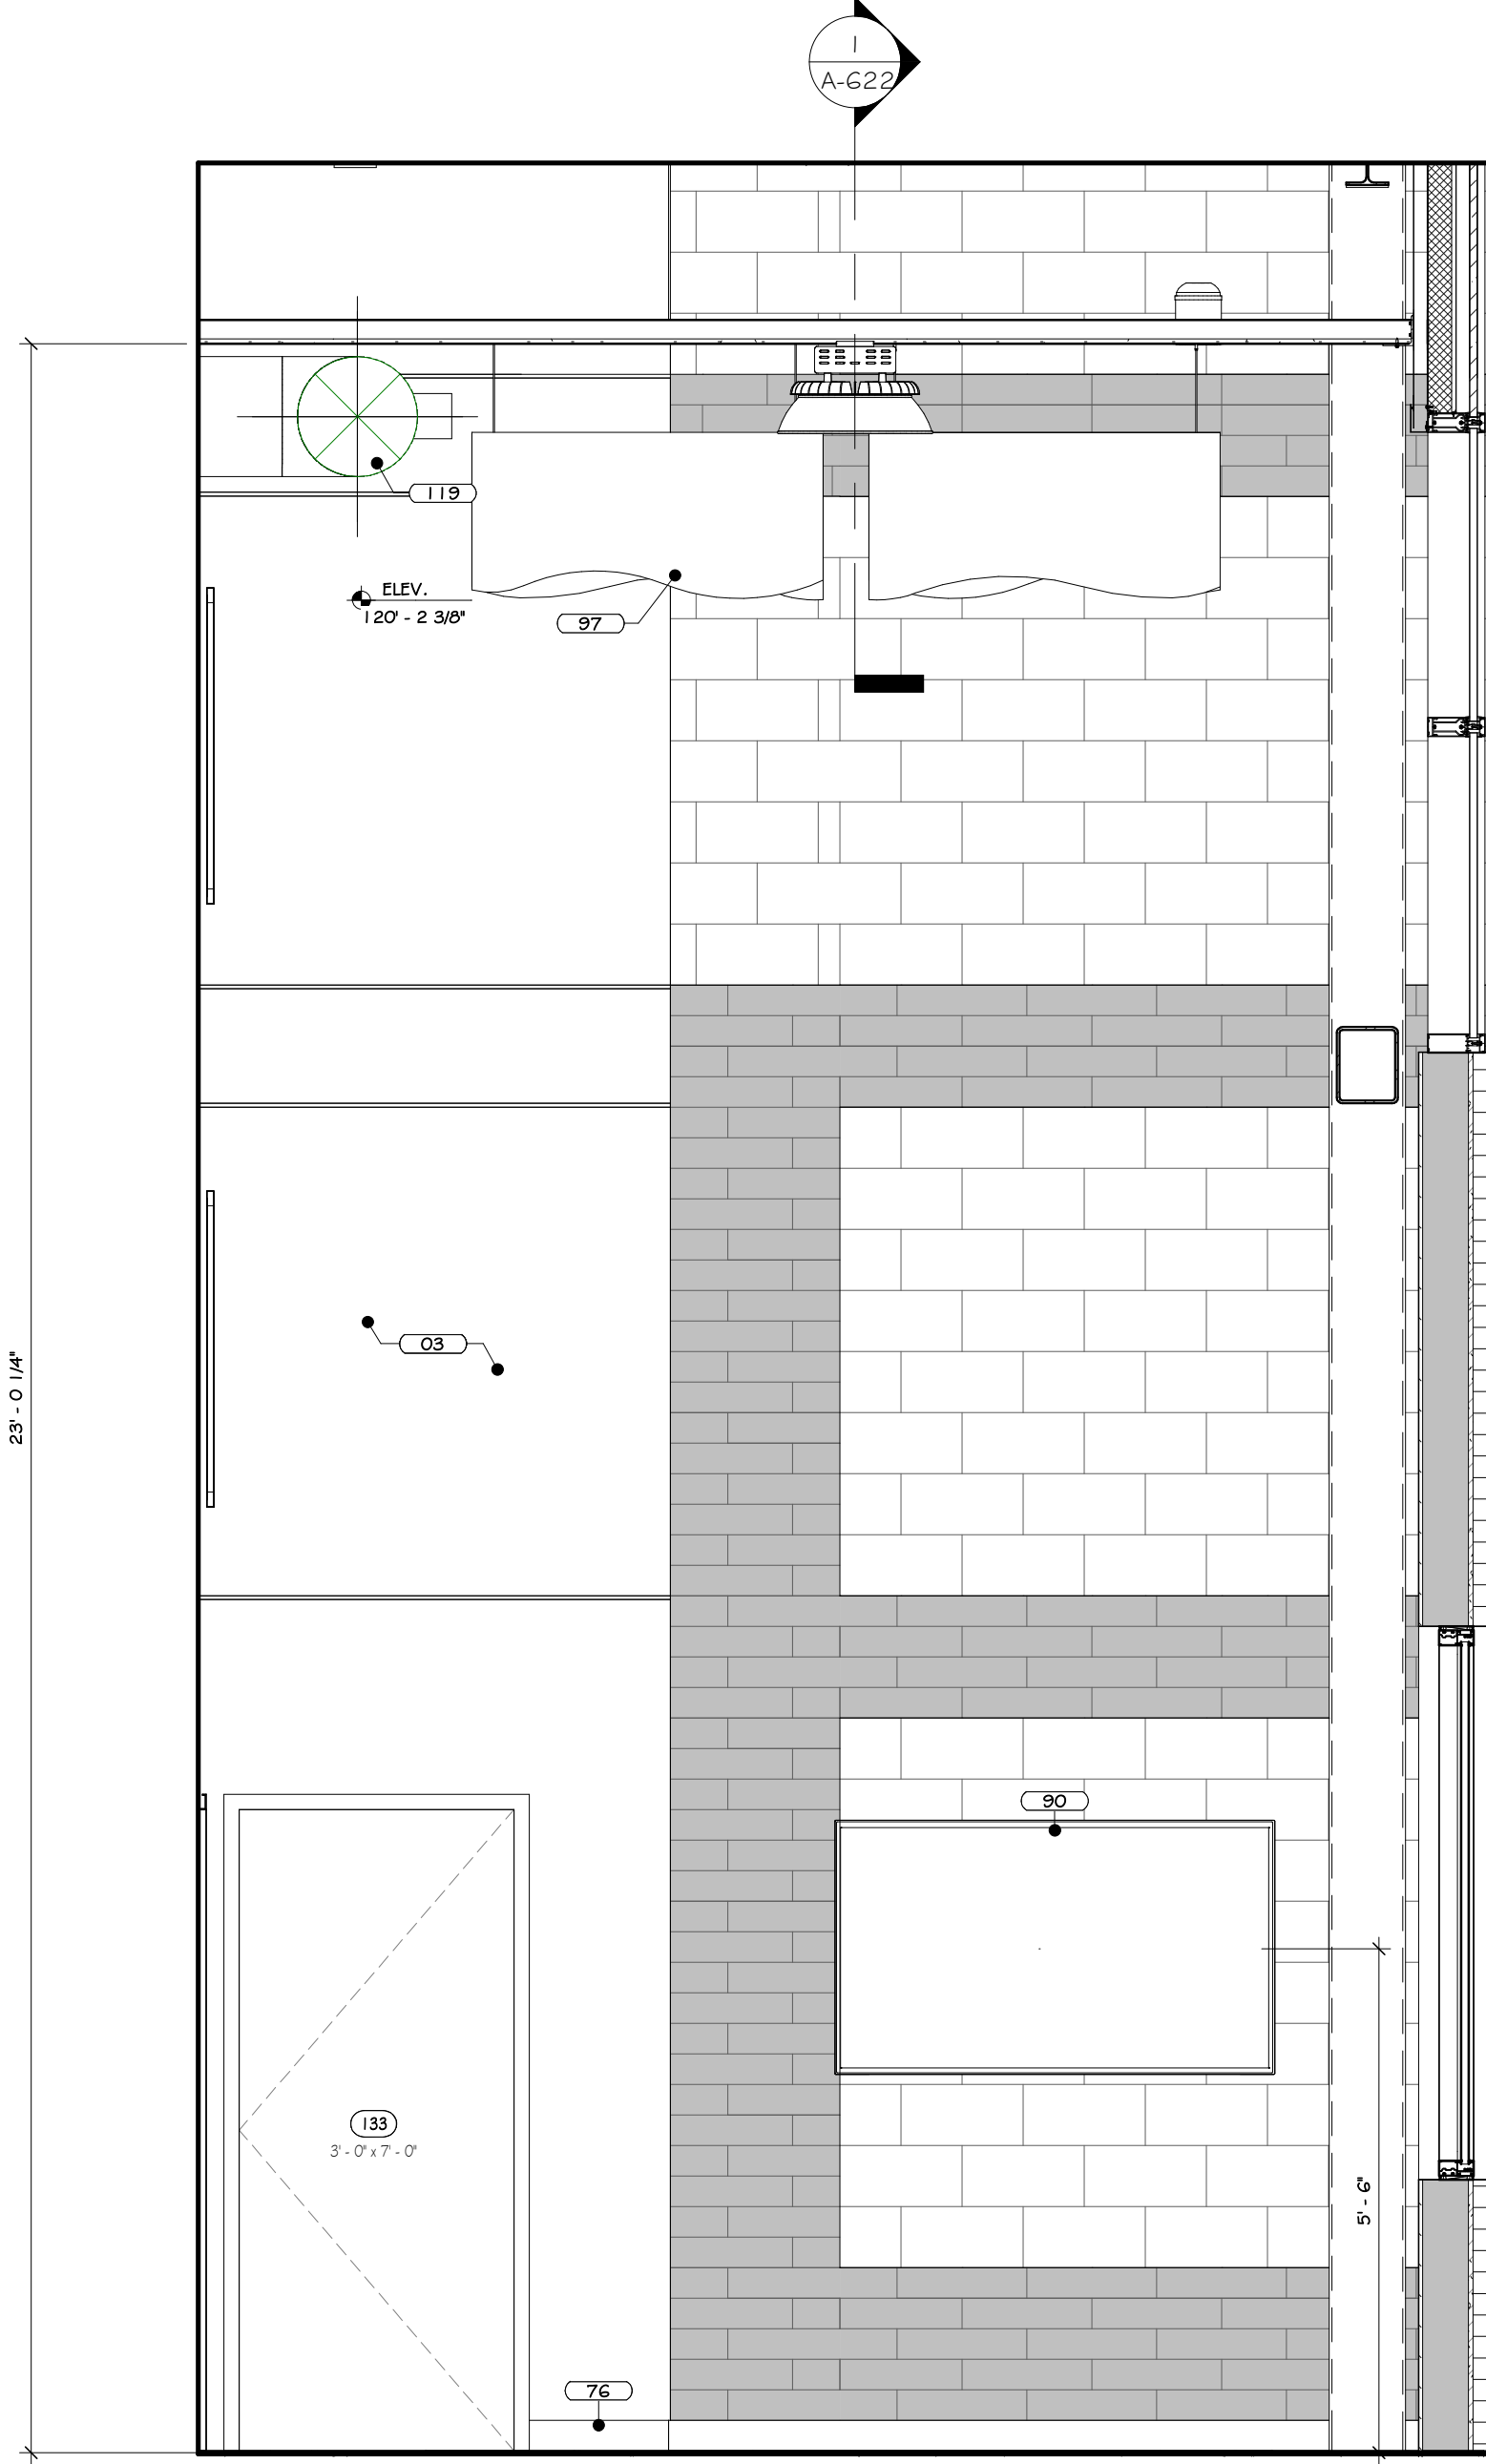 1
A-622
119
ELEV.
120' - 2 3/8"
97
23' - 0 1/4"
03
90
133
3' - 0" x 7' - 0"
5' - 6"
76